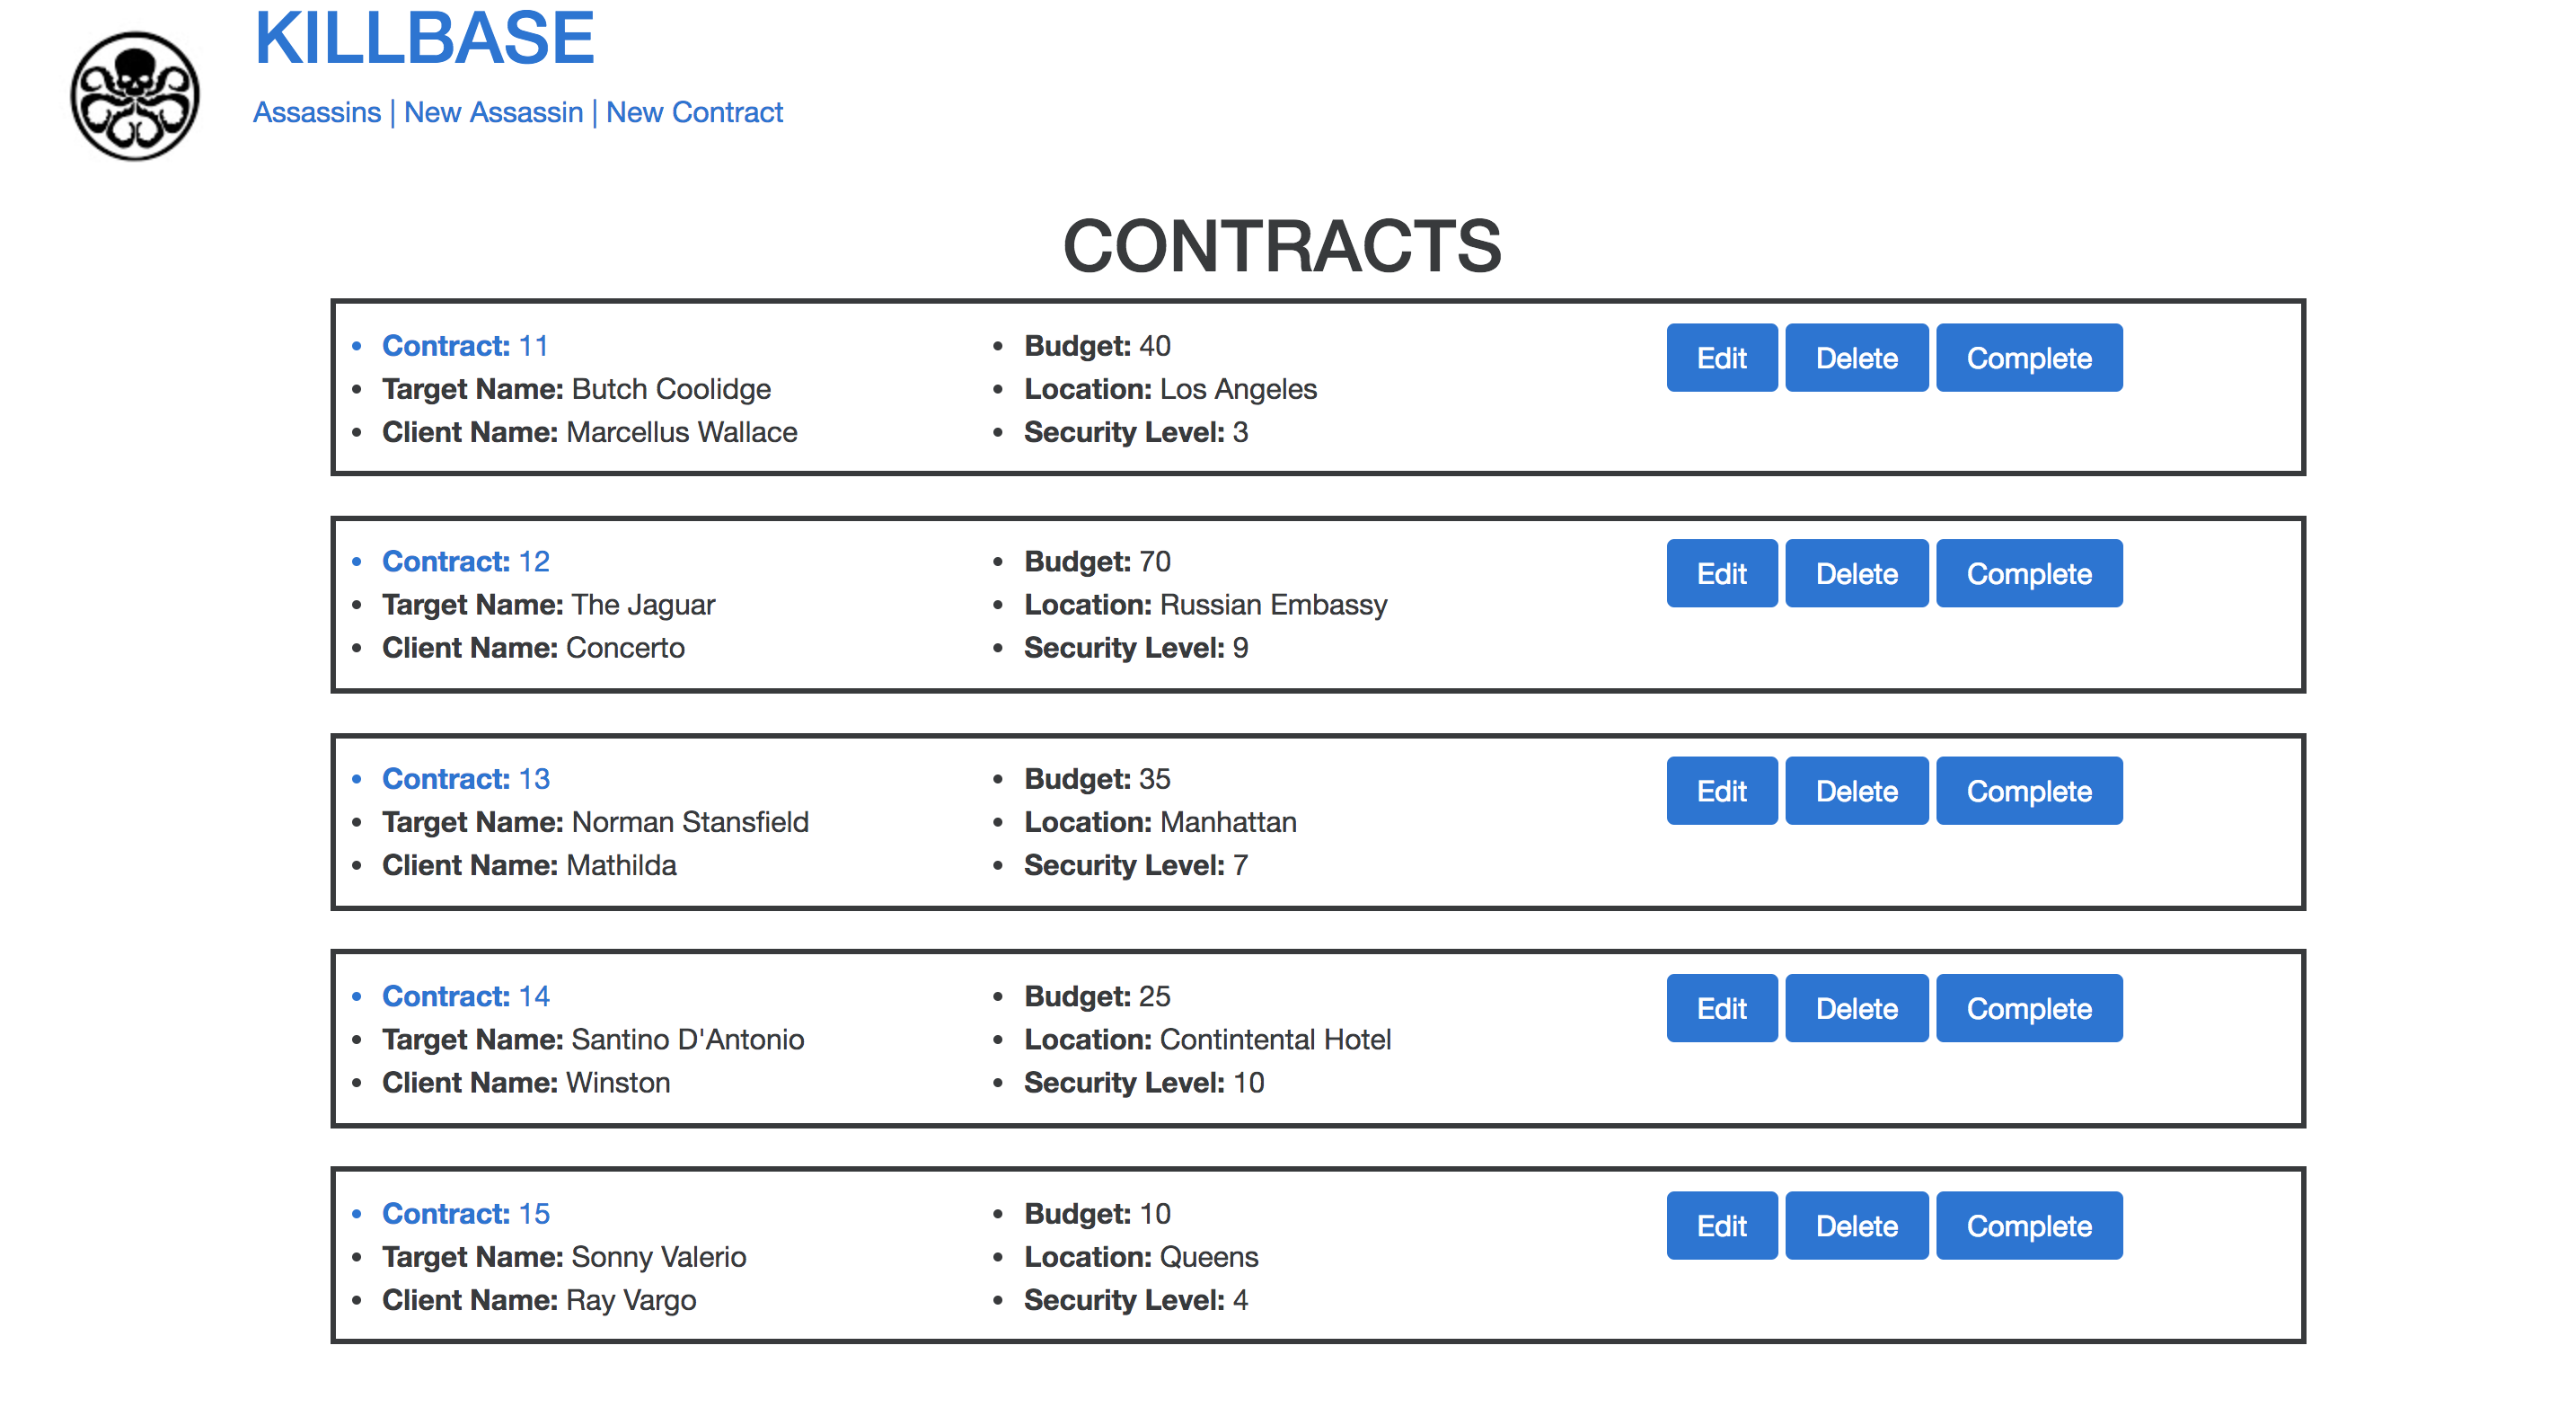 KILLBASE
Assassins | New Assassin | New Contract
CONTRACTS
Contract: 11
Target Name: Butch Coolidge
Client Name: Marcellus Wallace
Budget: 40
Location: Los Angeles
Security Level: 3
Edit Delete Complete
Contract: 12
Target Name: The Jaguar
Client Name: Concerto
Budget: 70
Location: Russian Embassy
Security Level: 9
Edit Delete Complete
Contract: 13
Target Name: Norman Stansfield
Client Name: Mathilda
Budget: 35
Location: Manhattan
Security Level: 7
Edit Delete Complete
Contract: 14
Target Name: Santino D'Antonio
Client Name: Winston
Budget: 25
Location: Contintental Hotel
Security Level: 10
Edit Delete Complete
Contract: 15
Target Name: Sonny Valerio
Client Name: Ray Vargo
Budget: 10
Location: Queens
Security Level: 4
Edit Delete Complete